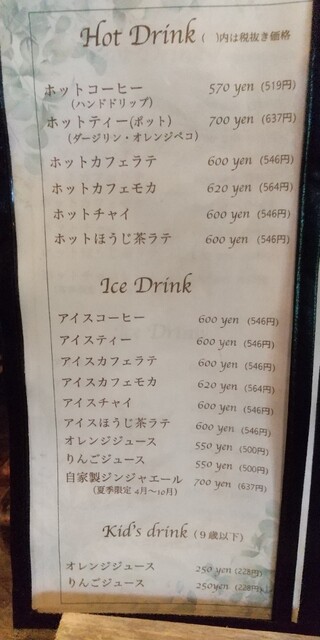 Hot Drink ( )内は税抜き価格
ホットコーヒー 570 yen (519円)
(ハンドドリップ)
ホットティー(ポット) 700 yen (637円)
(ダージリン・オレンジペコ)
ホットカフェラテ 600 yen (546円)
ホットカフェモカ 620 yen (564円)
ホットチャイ 600 yen (546円)
ホットほうじ茶ラテ 600 yen (546円)
Ice Drink
アイスコーヒー 600 yen (546円)
アイスティー 600 yen (546円)
アイスカフェラテ 600 yen (546円)
アイスカフェモカ 620 yen (564円)
アイスチャイ 600 yen (546円)
アイスほうじ茶ラテ 600 yen (546円)
オレンジジュース 550 yen (500円)
りんごジュース 550 yen (500円)
自家製ジンジャエール 700 yen (637円)
(夏季限定 4月〜10月)
Kid's drink (9歳以下)
オレンジジュース 250 yen (228円)
りんごジュース 250yen (228円)